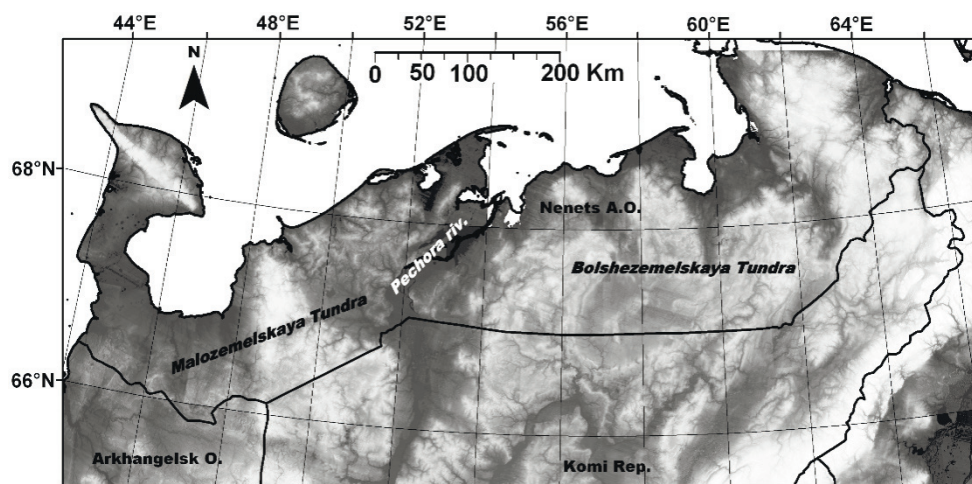 44°E 48°E 52°E 56°E 60°E 64°E
N
0 50 100 200 Km
68°N
Nenets A.O.
Pechora riv.
Bolshezemelskaya Tundra
Malozemelskaya Tundra
66°N
Arkhangelsk O.
Komi Rep.